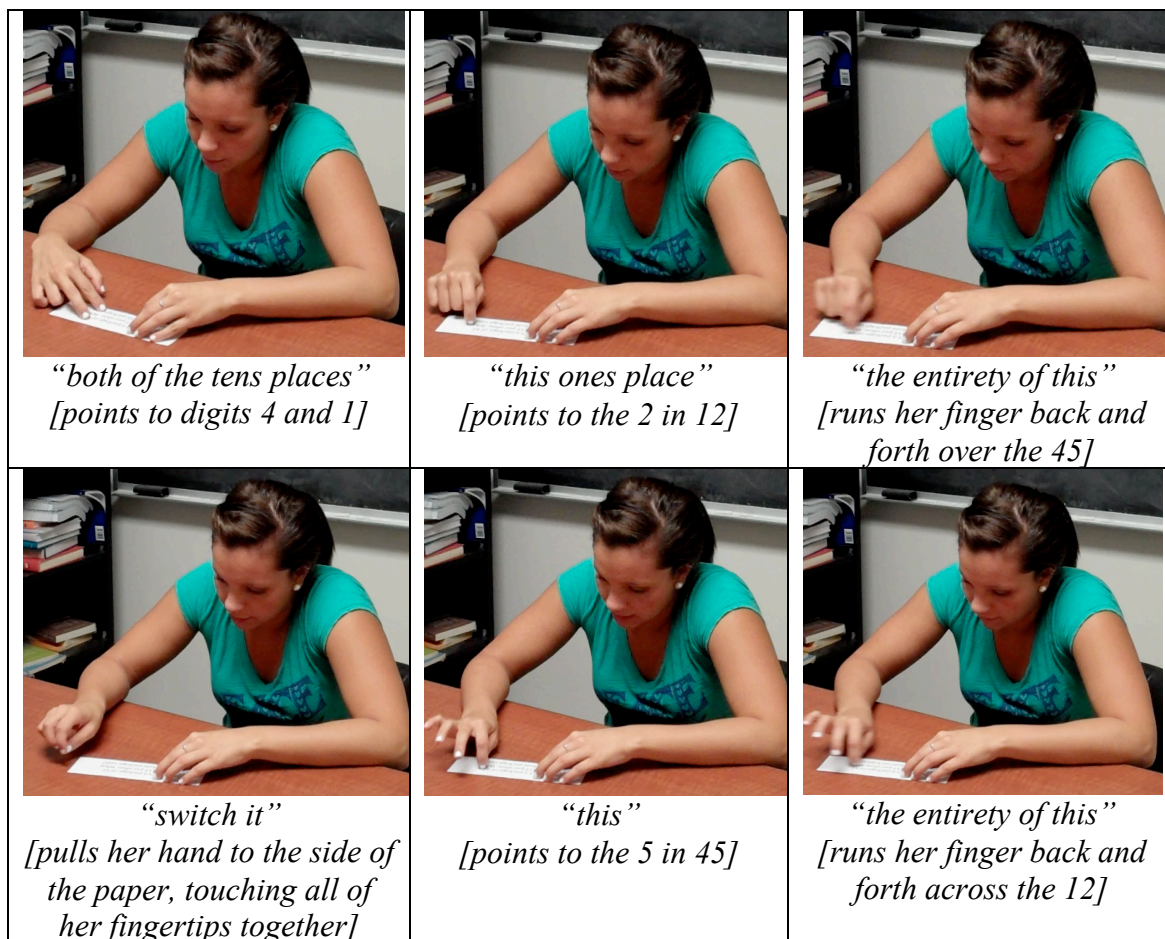 “both of the tens places”
[points to digits 4 and 1]
“this ones place”
[points to the 2 in 12]
“the entirety of this”
[runs her finger back and
forth over the 45]
“switch it”
[pulls her hand to the side of
the paper, touching all of
her fingertips together]
“this”
[points to the 5 in 45]
“the entirety of this”
[runs her finger back and
forth across the 12]